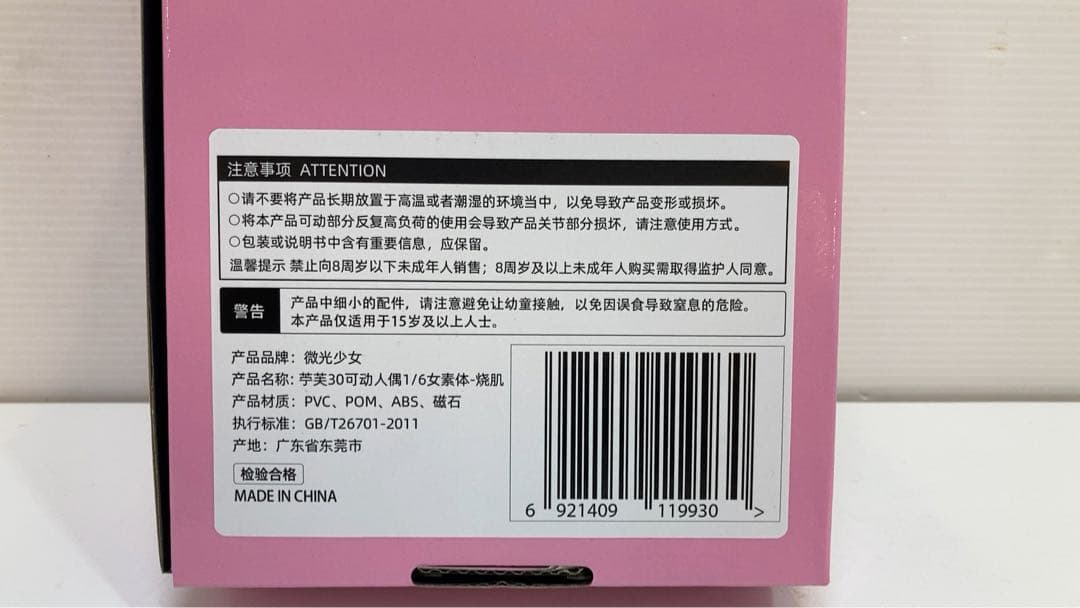 注意事项 ATTENTION
○请不要将产品长期放置于高温或者潮湿的环境当中，以免导致产品变形或损坏。
○将本产品可动部分反复高负荷的使用会导致产品关节部分损坏，请注意使用方式。
○包装或说明书中含有重要信息，应保留。
温馨提示 禁止向8周岁以下未成年人销售；8周岁及以上未成年人购买需取得监护人同意。
警告
产品中细小的配件，请注意避免让幼童接触，以免因误食导致窒息的危险。
本产品仅适用于15岁及以上人士。
产品品牌：微光少女
产品名称：苧芙30可动人偶1/6女素体-烧肌
产品材质：PVC、POM、ABS、磁石
执行标准：GB/T26701-2011
产地：广东省东莞市
检验合格
MADE IN CHINA
6 921409 119930 >